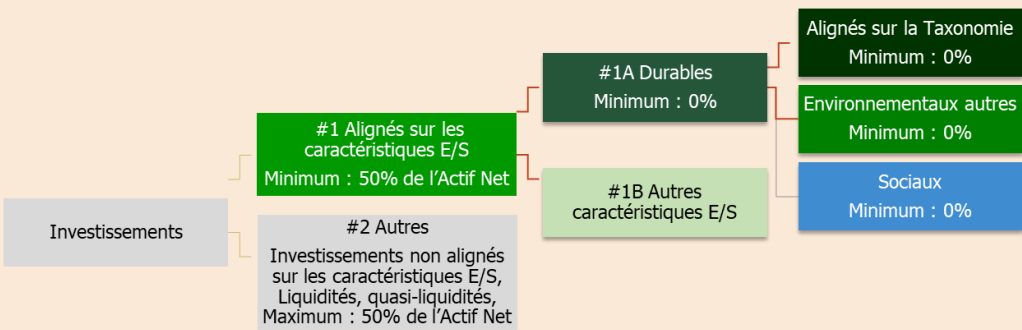 Investissements
#1 Alignés sur les
caractéristiques E/S
Minimum : 50% de l'Actif Net
#2 Autres
Investissements non alignés
sur les caractéristiques E/S,
Liquidités, quasi-liquidités,
Maximum : 50% de l'Actif Net
#1A Durables
Minimum : 0%
#1B Autres
caractéristiques E/S
Alignés sur la Taxonomie
Minimum : 0%
Environnementaux autres
Minimum : 0%
Sociaux
Minimum : 0%